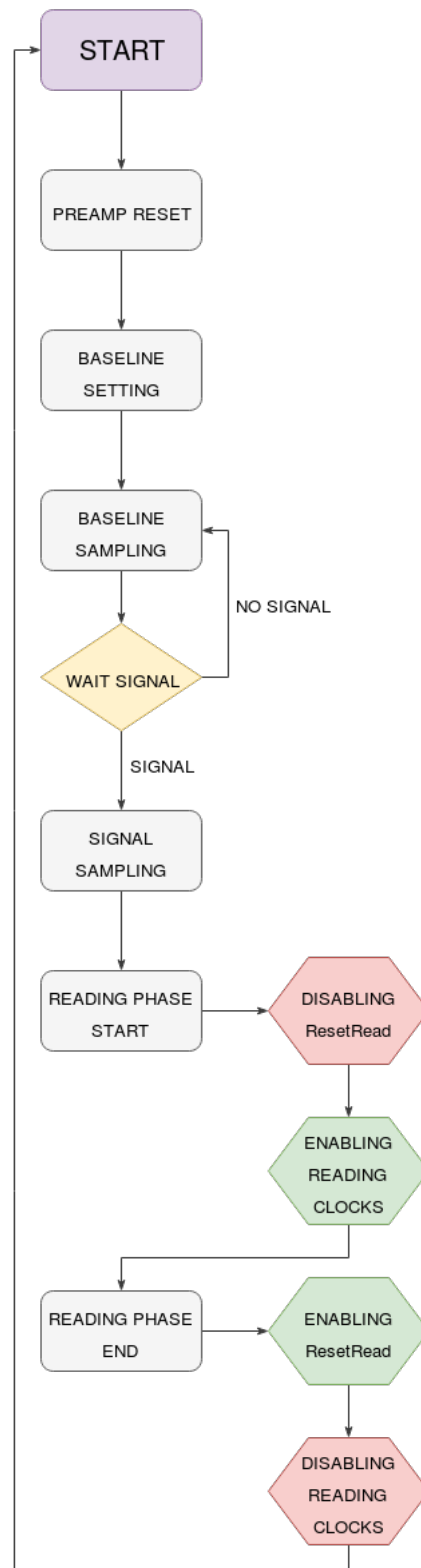 START
PREAMP RESET
BASELINE
SETTING
BASELINE
SAMPLING
NO SIGNAL
WAIT SIGNAL
SIGNAL
SIGNAL
SAMPLING
READING PHASE
START
DISABLING
ResetRead
ENABLING
READING
CLOCKS
READING PHASE
END
ENABLING
ResetRead
DISABLING
READING
CLOCKS